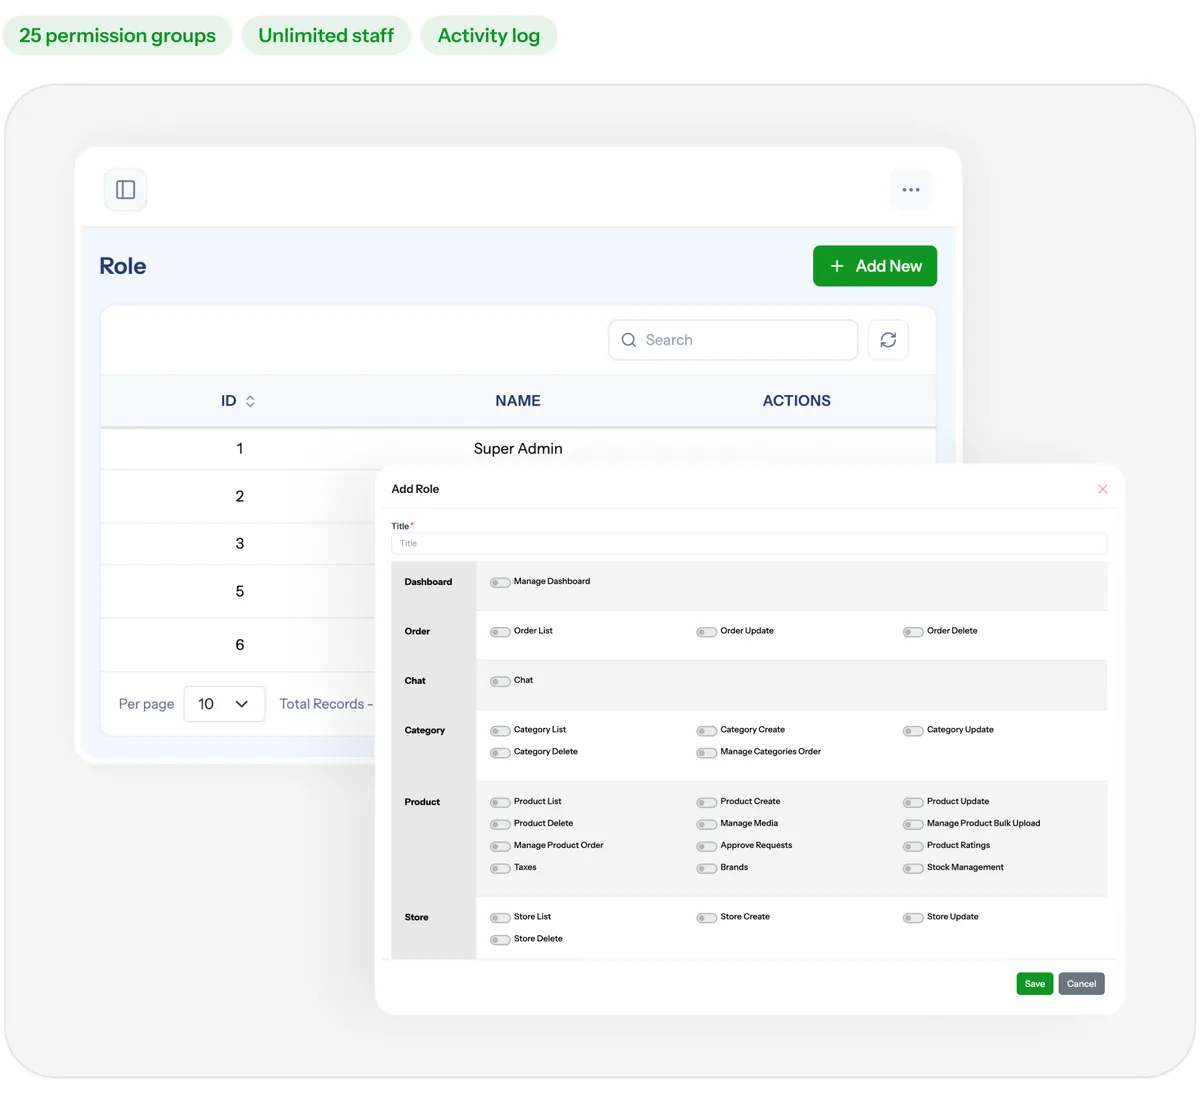 25 permission groups Unlimited staff Activity log
Role
+ Add New
Search
ID NAME ACTIONS
1 Super Admin
2
3
5
6
Per page 10 Total Records -
Add Role
Title*
Title
Dashboard Manage Dashboard
Order Order List Order Update Order Delete
Chat Chat
Category Category List Category Create Category Update
Category Delete Manage Categories Order
Product Product List Product Create Product Update
Product Delete Manage Media Manage Product Bulk Upload
Manage Product Order Approve Requests Product Ratings
Taxes Brands Stock Management
Store Store List Store Create Store Update
Store Delete
Save Cancel